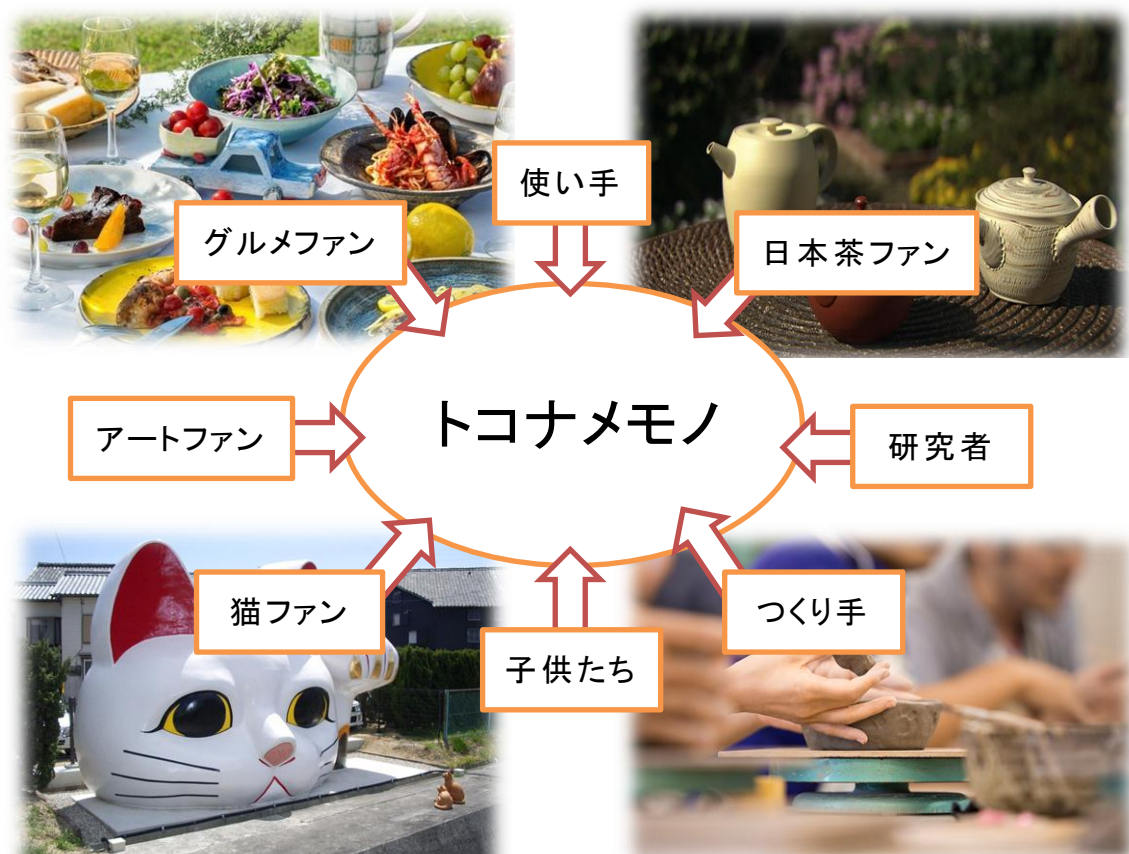 使い手
グルメファン
日本茶ファン
トコナメモノ
アートファン
研究者
猫ファン
つくり手
子供たち